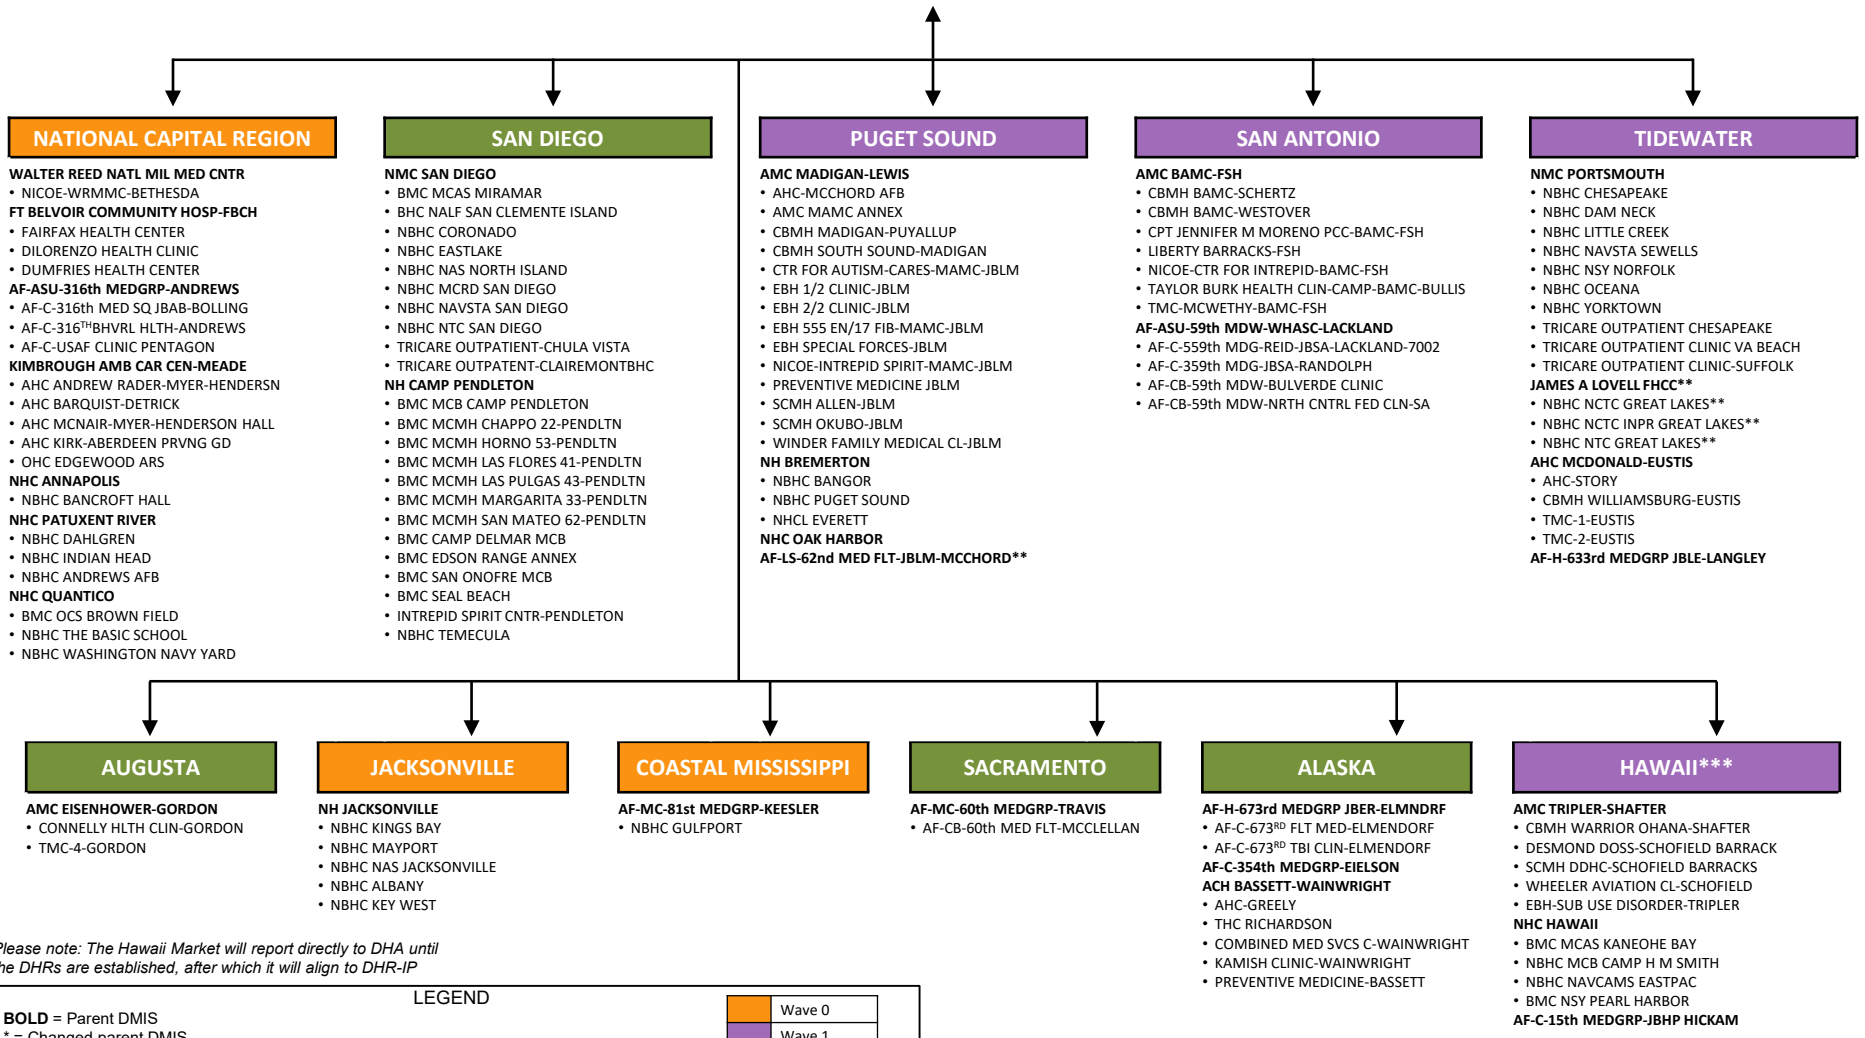 NATIONAL CAPITAL REGION
WALTER REED NATL MIL MED CNTR
• NICOE-WRMMC-BETHESDA
FT BELVOIR COMMUNITY HOSP-FBCH
• FAIRFAX HEALTH CENTER
• DILORENZO HEALTH CLINIC
• DUMFRIES HEALTH CENTER
AF-ASU-316th MEDGRP-ANDREWS
• AF-C-316th MED SQ JBAB-BOLLING
• AF-C-316THBHVRL HLTH-ANDREWS
• AF-C-USAF CLINIC PENTAGON
KIMBROUGH AMB CAR CEN-MEADE
• AHC ANDREW RADER-MYER-HENDERSN
• AHC BARQUIST-DETRICK
• AHC MCNAIR-MYER-HENDERSON HALL
• AHC KIRK-ABERDEEN PRVNG GD
• OHC EDGEWOOD ARS
NHC ANNAPOLIS
• NBHC BANCROFT HALL
NHC PATUXENT RIVER
• NBHC DAHLGREN
• NBHC INDIAN HEAD
• NBHC ANDREWS AFB
NHC QUANTICO
• BMC OCS BROWN FIELD
• NBHC THE BASIC SCHOOL
• NBHC WASHINGTON NAVY YARD
SAN DIEGO
NMC SAN DIEGO
• BMC MCAS MIRAMAR
• BHC NALF SAN CLEMENTE ISLAND
• NBHC CORONADO
• NBHC EASTLAKE
• NBHC NAS NORTH ISLAND
• NBHC MCRD SAN DIEGO
• NBHC NAVSTA SAN DIEGO
• NBHC NTC SAN DIEGO
• TRICARE OUTPATIENT-CHULA VISTA
• TRICARE OUTPATENT-CLAIREMONTBHC
NH CAMP PENDLETON
• BMC MCB CAMP PENDLETON
• BMC MCMH CHAPPO 22-PENDLTN
• BMC MCMH HORNO 53-PENDLTN
• BMC MCMH LAS FLORES 41-PENDLTN
• BMC MCMH LAS PULGAS 43-PENDLTN
• BMC MCMH MARGARITA 33-PENDLTN
• BMC MCMH SAN MATEO 62-PENDLTN
• BMC CAMP DELMAR MCB
• BMC EDSON RANGE ANNEX
• BMC SAN ONOFRE MCB
• BMC SEAL BEACH
• INTREPID SPIRIT CNTR-PENDLETON
• NBHC TEMECULA
PUGET SOUND
AMC MADIGAN-LEWIS
• AHC-MCCHORD AFB
• AMC MAMC ANNEX
• CBMH MADIGAN-PUYALLUP
• CBMH SOUTH SOUND-MADIGAN
• CTR FOR AUTISM-CARES-MAMC-JBLM
• EBH 1/2 CLINIC-JBLM
• EBH 2/2 CLINIC-JBLM
• EBH 555 EN/17 FIB-MAMC-JBLM
• EBH SPECIAL FORCES-JBLM
• NICOE-INTREPID SPIRIT-MAMC-JBLM
• PREVENTIVE MEDICINE JBLM
• SCMH ALLEN-JBLM
• SCMH OKUBO-JBLM
• WINDER FAMILY MEDICAL CL-JBLM
NH BREMERTON
• NBHC BANGOR
• NBHC PUGET SOUND
• NHCL EVERETT
NHC OAK HARBOR
AF-LS-62nd MED FLT-JBLM-MCCHORD**
SAN ANTONIO
AMC BAMC-FSH
• CBMH BAMC-SCHERTZ
• CBMH BAMC-WESTOVER
• CPT JENNIFER M MORENO PCC-BAMC-FSH
• LIBERTY BARRACKS-FSH
• NICOE-CTR FOR INTREPID-BAMC-FSH
• TAYLOR BURK HEALTH CLIN-CAMP-BAMC-BULLIS
• TMC-MCWETHY-BAMC-FSH
AF-ASU-59th MDW-WHASC-LACKLAND
• AF-C-559th MDG-REID-JBSA-LACKLAND-7002
• AF-C-359th MDG-JBSA-RANDOLPH
• AF-CB-59th MDW-BULVERDE CLINIC
• AF-CB-59th MDW-NRTH CNTRL FED CLN-SA
TIDEWATER
NMC PORTSMOUTH
• NBHC CHESAPEAKE
• NBHC DAM NECK
• NBHC LITTLE CREEK
• NBHC NAVSTA SEWELLS
• NBHC NSY NORFOLK
• NBHC OCEANA
• NBHC YORKTOWN
• TRICARE OUTPATIENT CHESAPEAKE
• TRICARE OUTPATIENT CLINIC VA BEACH
• TRICARE OUTPATIENT CLINIC-SUFFOLK
JAMES A LOVELL FHCC**
• NBHC NCTC GREAT LAKES**
• NBHC NCTC INPR GREAT LAKES**
• NBHC NTC GREAT LAKES**
AHC MCDONALD-EUSTIS
• AHC-STORY
• CBMH WILLIAMSBURG-EUSTIS
• TMC-1-EUSTIS
• TMC-2-EUSTIS
AF-H-633rd MEDGRP JBLE-LANGLEY
AUGUSTA
AMC EISENHOWER-GORDON
• CONNELLY HLTH CLIN-GORDON
• TMC-4-GORDON
JACKSONVILLE
NH JACKSONVILLE
• NBHC KINGS BAY
• NBHC MAYPORT
• NBHC NAS JACKSONVILLE
• NBHC ALBANY
• NBHC KEY WEST
COASTAL MISSISSIPPI
AF-MC-81st MEDGRP-KEESLER
• NBHC GULFPORT
SACRAMENTO
AF-MC-60th MEDGRP-TRAVIS
• AF-CB-60th MED FLT-MCCLELLAN
ALASKA
AF-H-673rd MEDGRP JBER-ELMNDRF
• AF-C-673RD FLT MED-ELMENDORF
• AF-C-673RD TBI CLIN-ELMENDORF
AF-C-354th MEDGRP-EIELSON
ACH BASSETT-WAINWRIGHT
• AHC-GREELY
• THC RICHARDSON
• COMBINED MED SVCS C-WAINWRIGHT
• KAMISH CLINIC-WAINWRIGHT
• PREVENTIVE MEDICINE-BASSETT
HAWAII***
AMC TRIPLER-SHAFTER
• CBMH WARRIOR OHANA-SHAFTER
• DESMOND DOSS-SCHOFIELD BARRACK
• SCMH DDHC-SCHOFIELD BARRACKS
• WHEELER AVIATION CL-SCHOFIELD
• EBH-SUB USE DISORDER-TRIPLER
NHC HAWAII
• BMC MCAS KANEOHE BAY
• NBHC MCB CAMP H M SMITH
• NBHC NAVCAMS EASTPAC
• BMC NSY PEARL HARBOR
AF-C-15th MEDGRP-JBHP HICKAM
Please note: The Hawaii Market will report directly to DHA until
the DHRs are established, after which it will align to DHR-IP
LEGEND
BOLD = Parent DMIS
* = Changed parent DMIS
Wave 0
Wave 1